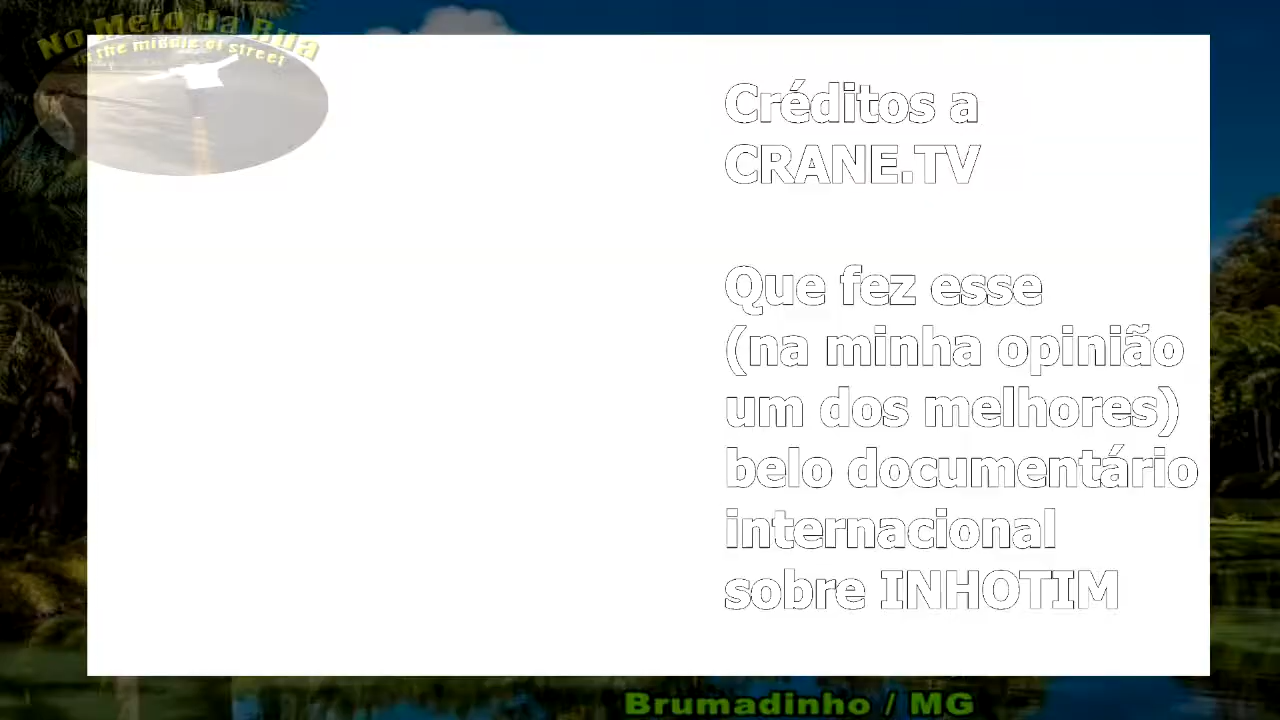 No Meio da Rua
In the middle of street
Créditos a
CRANE.TV
Que fez esse
(na minha opinião
um dos melhores)
belo documentário
internacional
sobre INHOTIM
Brumadinho / MG